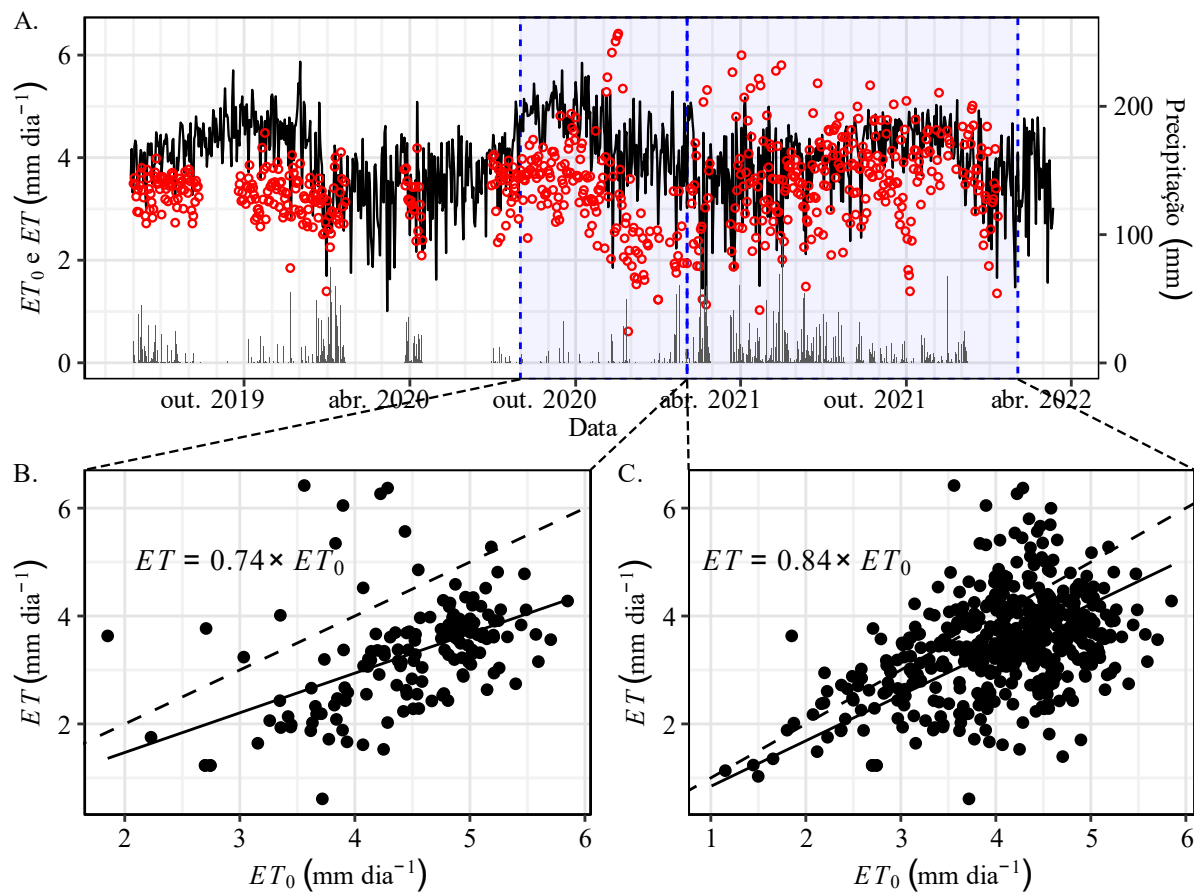 A.
ET₀ e ET (mm dia⁻¹)
6
4
2
0
200
100
0
Precipitação
(mm)
out. 2019
abr. 2020
out. 2020
abr. 2021
out. 2021
abr. 2022
Data
B.
ET = 0.74 × ET₀
ET (mm dia⁻¹)
6
4
2
2
3
4
5
6
ET₀ (mm dia⁻¹)
C.
ET = 0.84 × ET₀
ET (mm dia⁻¹)
6
4
2
1
2
3
4
5
6
ET₀ (mm dia⁻¹)